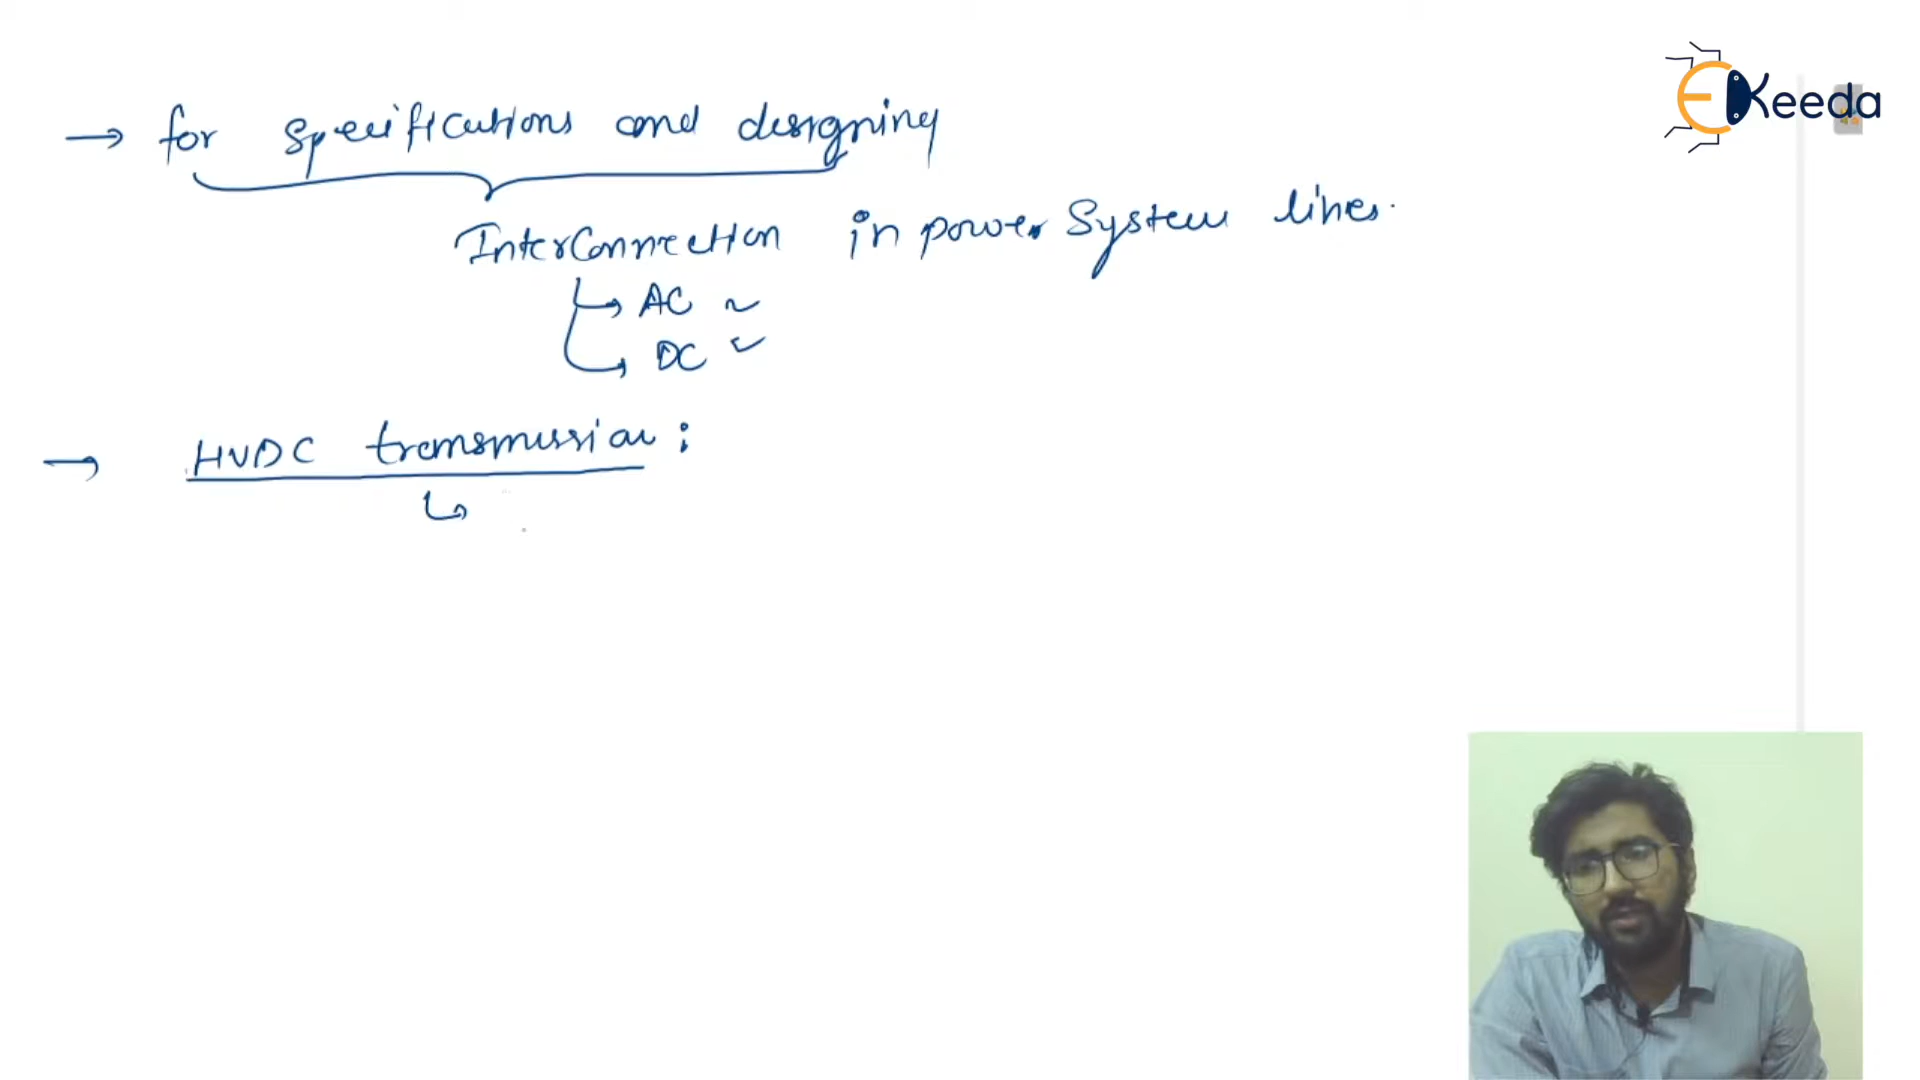 EKeeda
→ for specifications and designing
InterConnection in power System lines.
↳ AC ~
↳ DC ✓
→ HVDC transmission :
↳